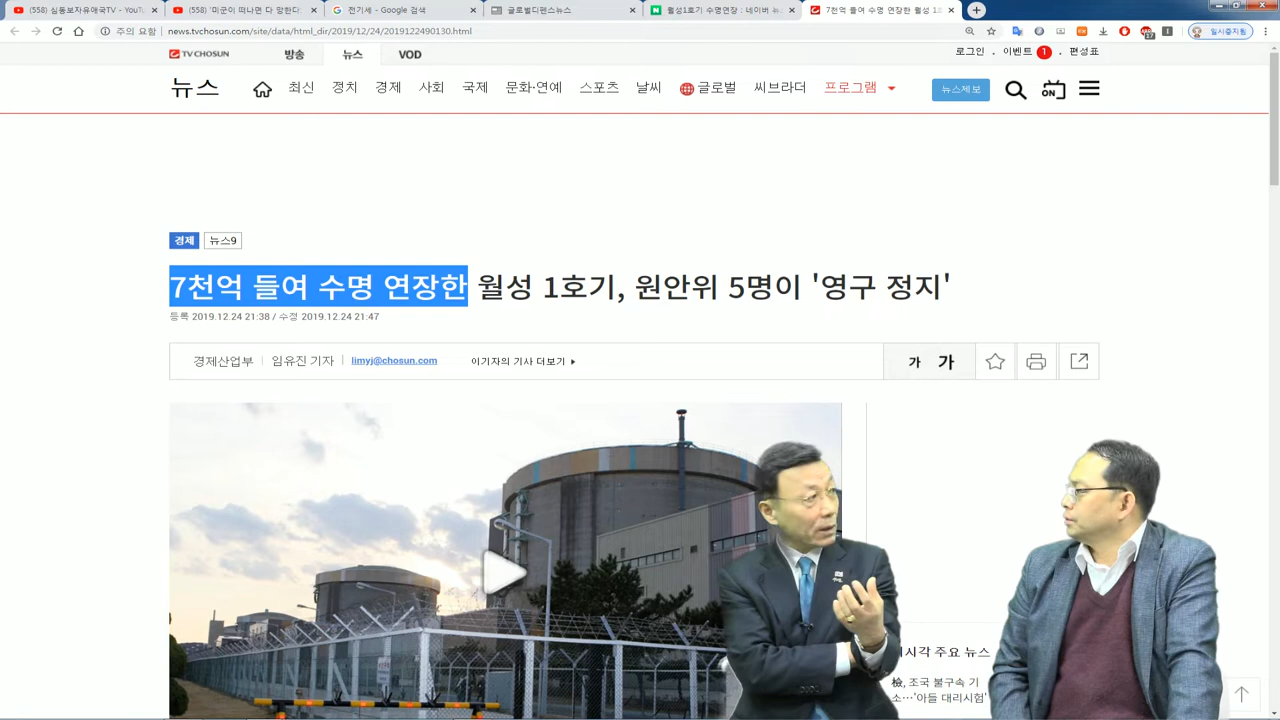 (558) 심동보자유애국TV - YouTu
(558) '미군이 떠나면 다 망한다
전기세 - Google 검색
글로벌디펜스뉴스
월성1호기 수명연장 : 네이버 뉴스
7천억 들여 수명 연장한 월성 1호
주의 요함
news.tvchosun.com/site/data/html_dir/2019/12/24/2019122490130.html
일시중지됨
TV CHOSUN
방송
뉴스
VOD
로그인 · 이벤트 1 · 편성표
뉴스
최신
정치
경제
사회
국제
문화·연예
스포츠
날씨
글로벌
씨브라더
프로그램
뉴스제보
ON
경제
뉴스9
7천억 들여 수명 연장한 월성 1호기, 원안위 5명이 '영구 정지'
등록 2019.12.24 21:38 / 수정 2019.12.24 21:47
경제산업부
임유진 기자
limyj@chosun.com
이기자의 기사 더보기
가 가
시각 주요 뉴스
檢, 조국 불구속 기
소…'아들 대리시험'